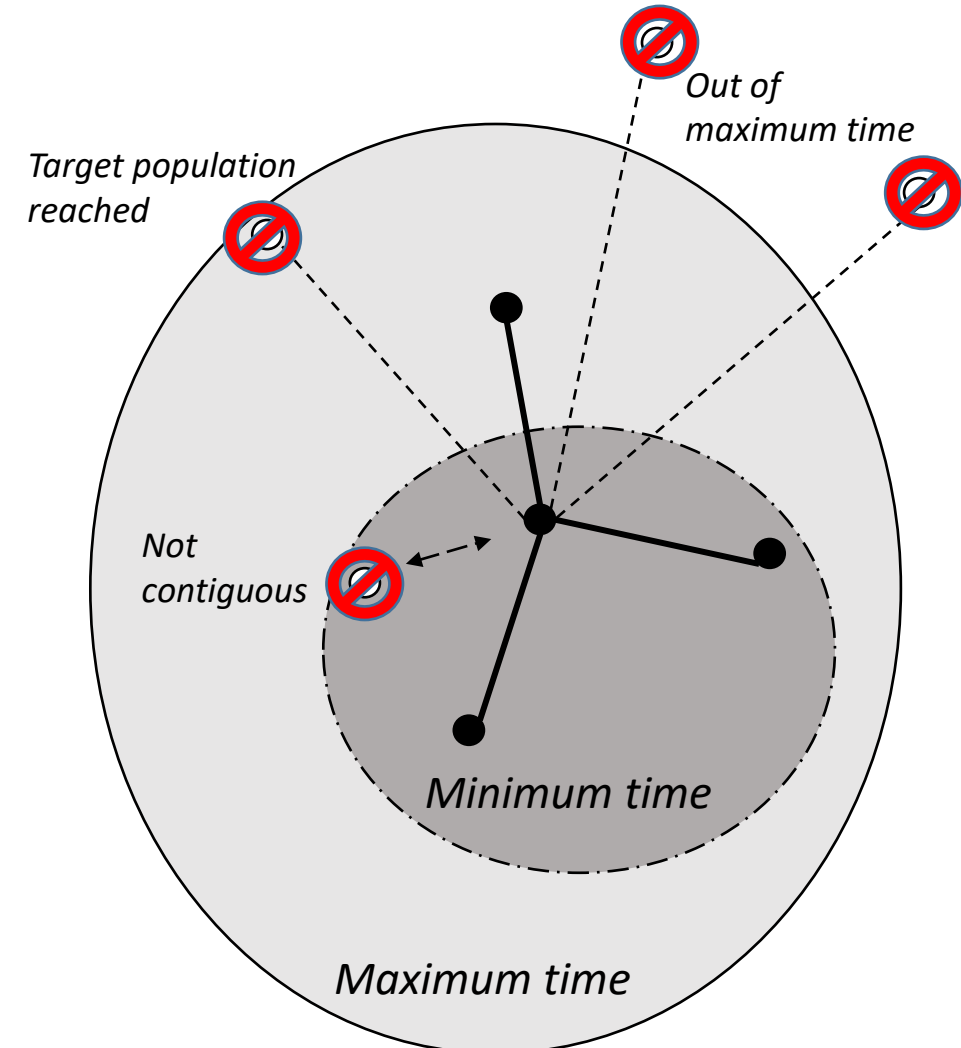 Out of
maximum time
Target population
reached
Not
contiguous
Minimum time
Maximum time